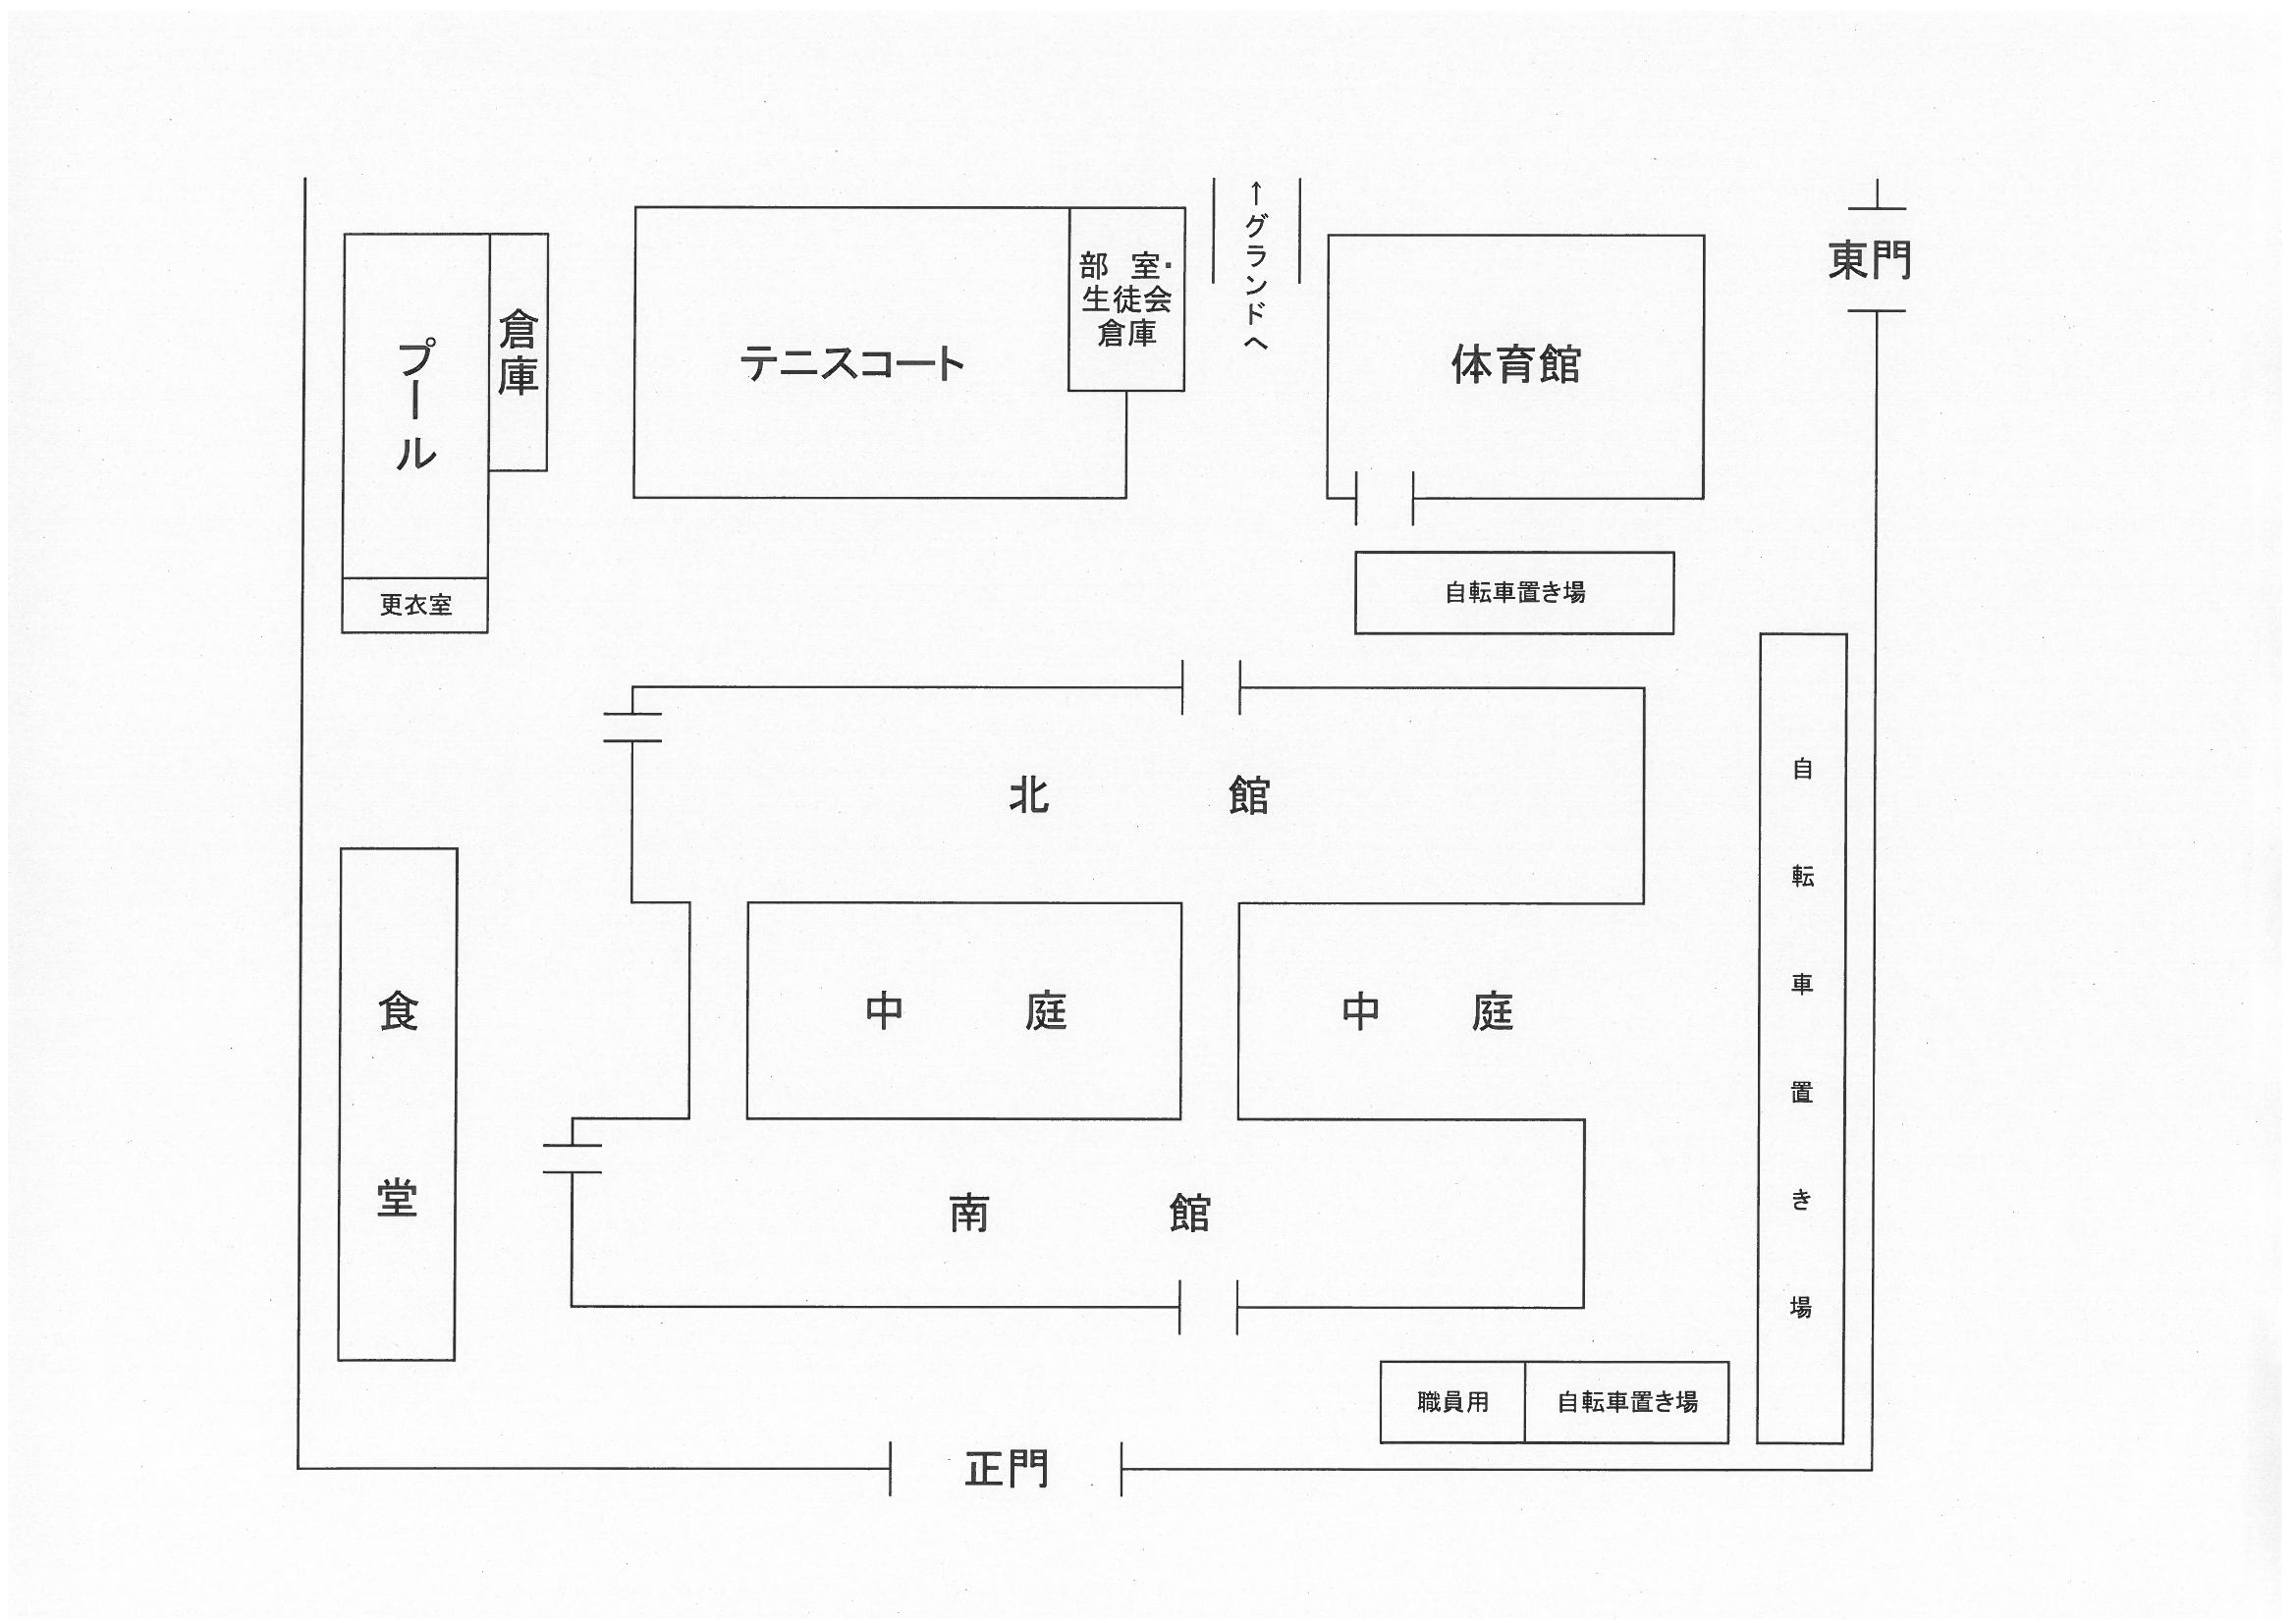 ↑グランドへ
東門
プール
倉庫
テニスコート
部 室・
生徒会
倉庫
体育館
更衣室
自転車置き場
北 館
自転車置き場
食堂
中 庭
中 庭
南 館
職員用
自転車置き場
正門